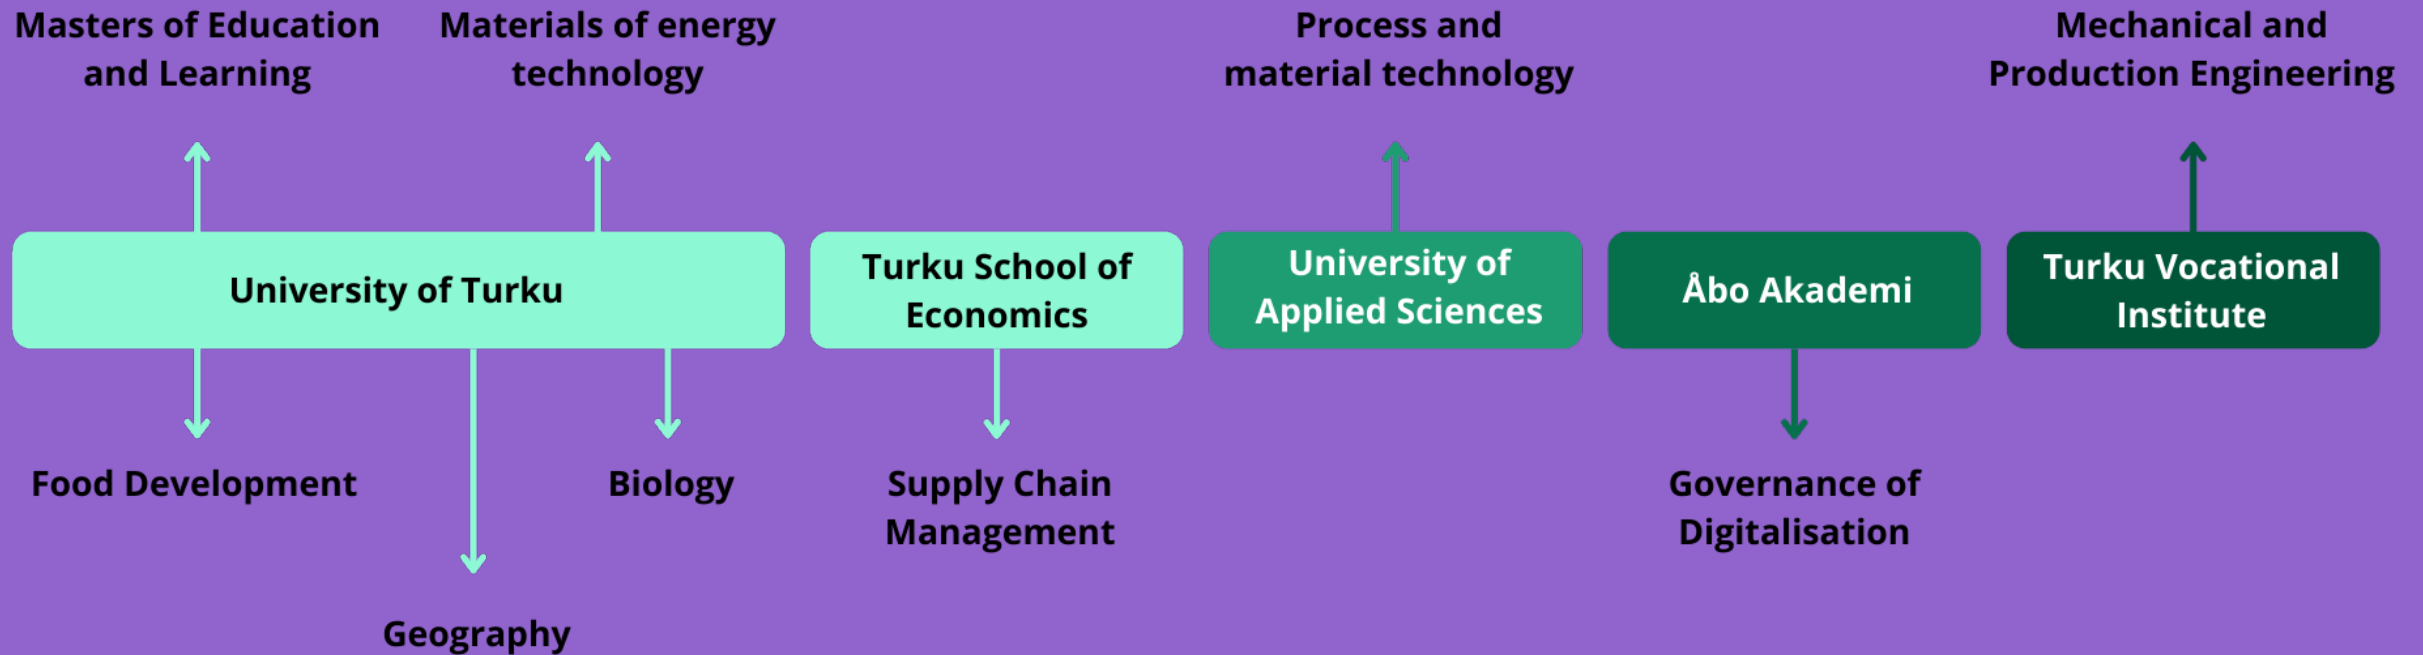 Masters of Education
and Learning
Materials of energy
technology
Process and
material technology
Mechanical and
Production Engineering
University of Turku
Turku School of
Economics
University of
Applied Sciences
Åbo Akademi
Turku Vocational
Institute
Food Development
Biology
Supply Chain
Management
Governance of
Digitalisation
Geography